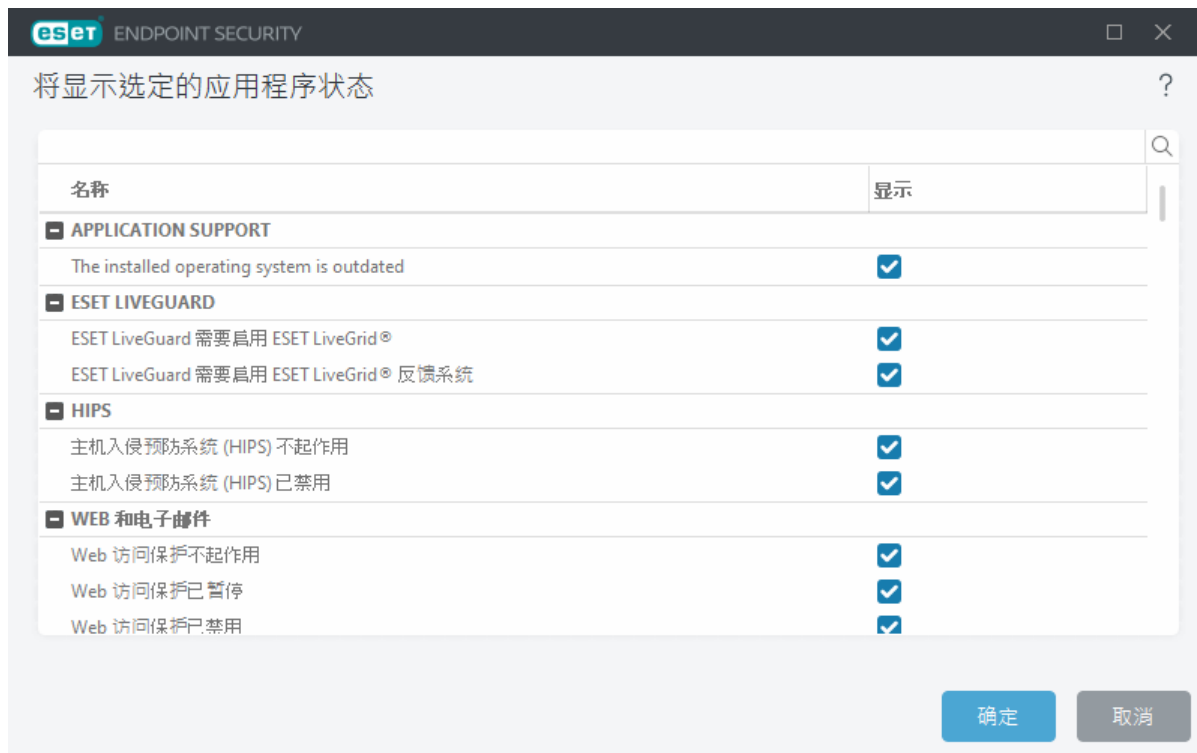 eset ENDPOINT SECURITY
将显示选定的应用程序状态
?
名称 显示
APPLICATION SUPPORT
The installed operating system is outdated
ESET LIVEGUARD
ESET LiveGuard 需要启用 ESET LiveGrid®
ESET LiveGuard 需要启用 ESET LiveGrid® 反馈系统
HIPS
主机入侵预防系统 (HIPS) 不起作用
主机入侵预防系统 (HIPS) 已禁用
WEB 和电子邮件
Web 访问保护不起作用
Web 访问保护已暂停
Web 访问保护已禁用
确定 取消